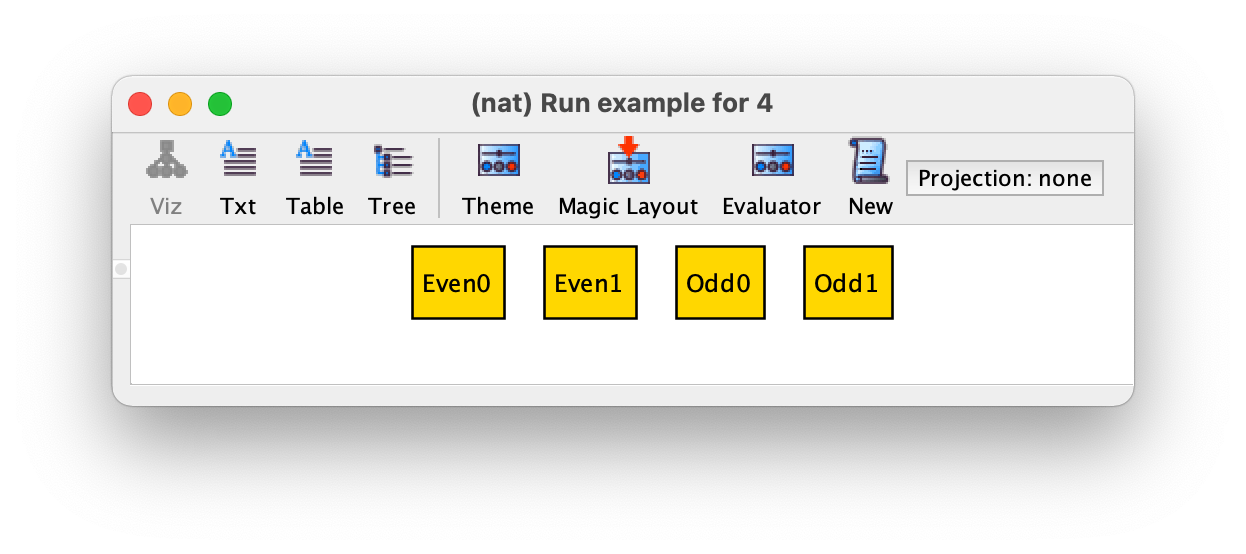 (nat) Run example for 4
Viz Txt Table Tree Theme Magic Layout Evaluator New Projection: none
Even0 Even1 Odd0 Odd1